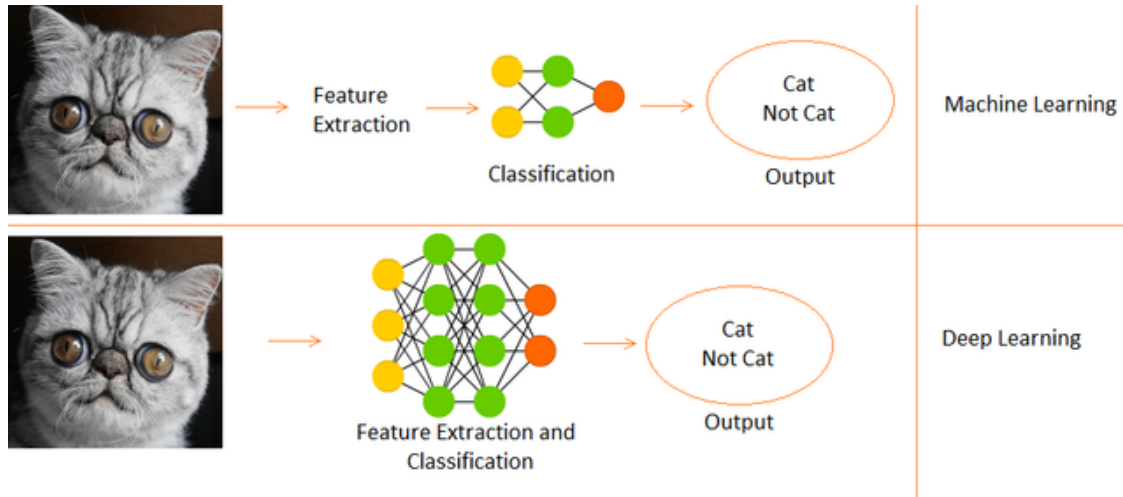 Feature
Extraction
Classification
Cat
Not Cat
Output
Machine Learning
Feature Extraction and
Classification
Cat
Not Cat
Output
Deep Learning